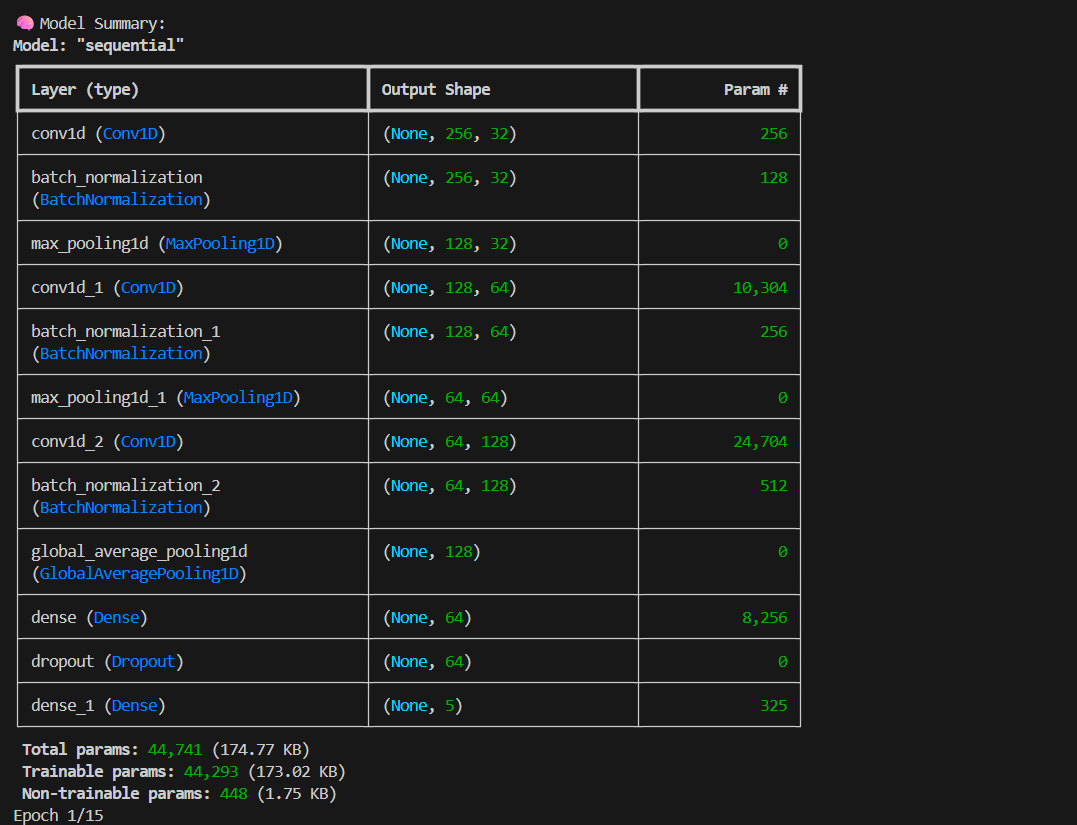 🧠 Model Summary:
Model: "sequential"
Layer (type) Output Shape Param #
conv1d (Conv1D) (None, 256, 32) 256
batch_normalization (None, 256, 32) 128
(BatchNormalization)
max_pooling1d (MaxPooling1D) (None, 128, 32) 0
conv1d_1 (Conv1D) (None, 128, 64) 10,304
batch_normalization_1 (None, 128, 64) 256
(BatchNormalization)
max_pooling1d_1 (MaxPooling1D) (None, 64, 64) 0
conv1d_2 (Conv1D) (None, 64, 128) 24,704
batch_normalization_2 (None, 64, 128) 512
(BatchNormalization)
global_average_pooling1d (None, 128) 0
(GlobalAveragePooling1D)
dense (Dense) (None, 64) 8,256
dropout (Dropout) (None, 64) 0
dense_1 (Dense) (None, 5) 325
Total params: 44,741 (174.77 KB)
Trainable params: 44,293 (173.02 KB)
Non-trainable params: 448 (1.75 KB)
Epoch 1/15